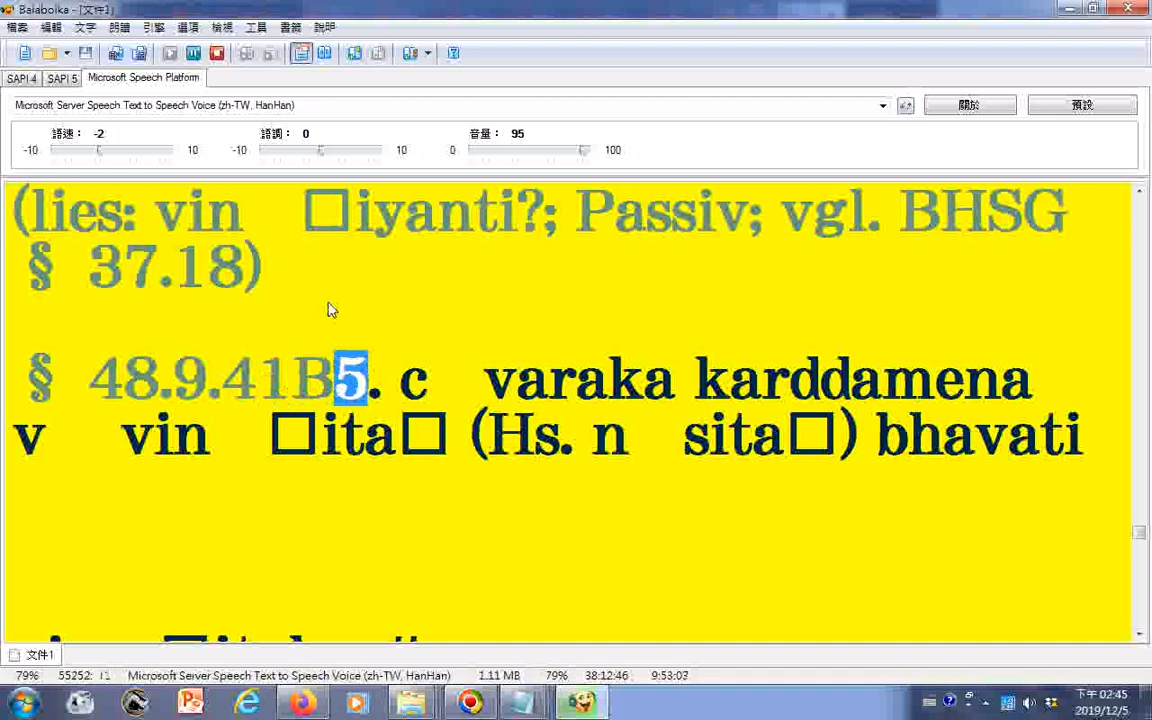 Balabolka - [文件1]
檔案 編輯 文字 朗讀 引擎 選項 檢視 工具 書籤 說明
SAPI 4 SAPI 5 Microsoft Speech Platform
Microsoft Server Speech Text to Speech Voice (zh-TW, HanHan) 關於 預設
語速： -2 語調： 0 音量： 95
-10 10 -10 10 0 100
(lies: vin □iyanti?; Passiv; vgl. BHSG
§ 37.18)
§ 48.9.41B5. c varaka karddamena
v vin □ita□ (Hs. n sita□) bhavati
文件1
79% 55252: 11 Microsoft Server Speech Text to Speech Voice (zh-TW, HanHan) 1.11 MB 79% 38:12:46 9:53:07
下午 02:45
2019/12/5